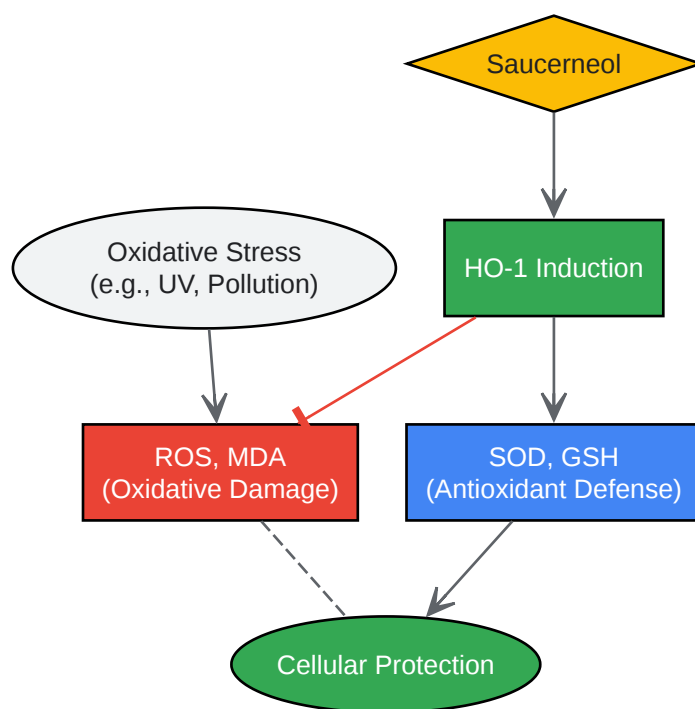 Saucerneol
Oxidative Stress
(e.g., UV, Pollution)
HO-1 Induction
ROS, MDA
(Oxidative Damage)
SOD, GSH
(Antioxidant Defense)
Cellular Protection